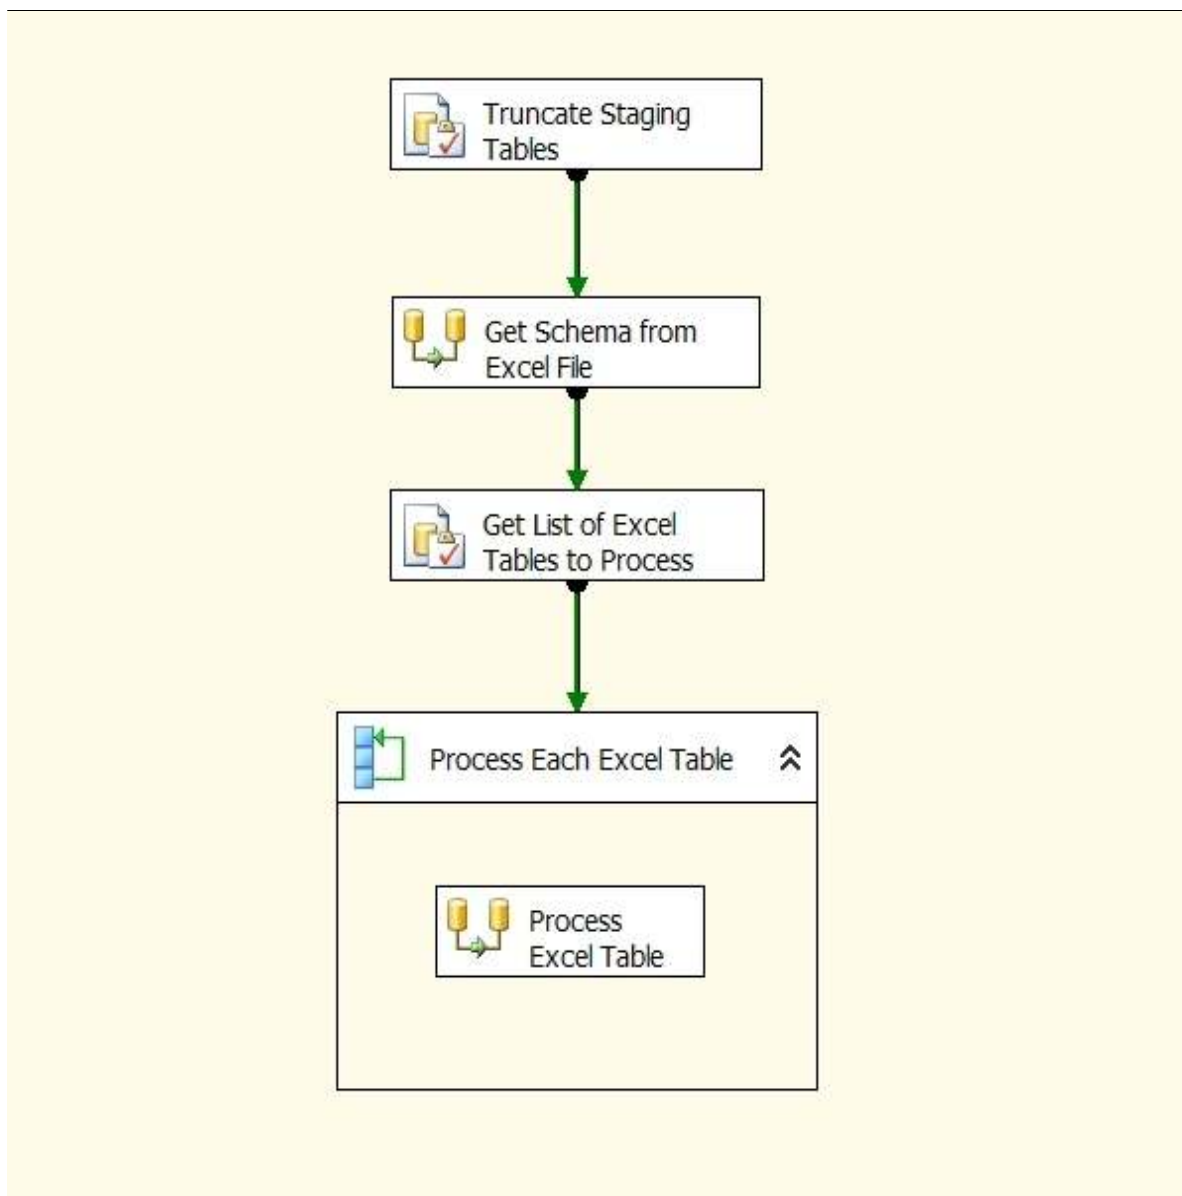 Truncate Staging
Tables
Get Schema from
Excel File
Get List of Excel
Tables to Process
Process Each Excel Table
Process
Excel Table